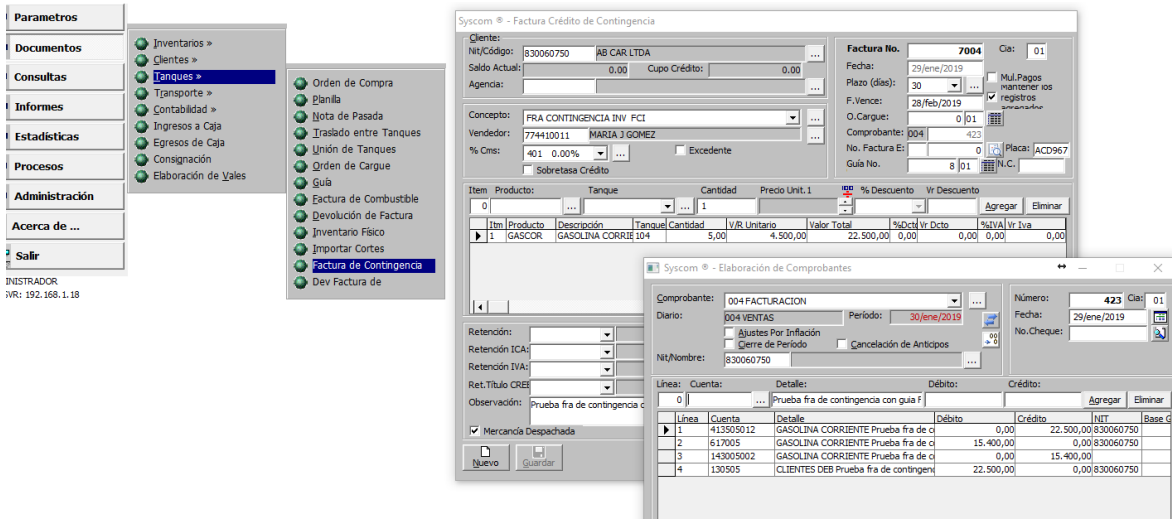 Parametros
Documentos
Consultas
Informes
Estadísticas
Procesos
Administración
Acerca de ...
Salir
INISTRADOR
SVR: 192.168.1.18
Inventarios »
Clientes »
Tanques »
Transporte »
Contabilidad »
Ingresos a Caja
Egresos de Caja
Consignación
Elaboración de Vales
Orden de Compra
Planilla
Nota de Pasada
Traslado entre Tanques
Unión de Tanques
Orden de Cargue
Guía
Factura de Combustible
Devolución de Factura
Inventario Físico
Importar Cortes
Factura de Contingencia
Dev Factura de
Syscom ® - Factura Crédito de Contingencia
Cliente:
Nit/Código: 830060750 AB CAR LTDA ...
Saldo Actual: 0.00 Cupo Crédito: 0.00
Agencia: ...
Concepto: FRA CONTINGENCIA INV FCI ...
Vendedor: 774410011 MARIA J GOMEZ ...
% Cms: 401 0.00% ... Excedente
Sobretasa Crédito
Factura No. 7004 Cia: 01
Fecha: 29/ene/2019
Plazo (días): 30 ... Mul.Pagos
Mantener los
F.Vence: 28/feb/2019 registros
agregados
O.Cargue: 0 01
Comprobante: 004 423
No. Factura E: 0 Placa: ACD967
Guía No. 8 01 N.C.
Item Producto: Tanque Cantidad Precio Unit. 1 % Descuento Vr Descuento
0 ... ... 1 Agregar Eliminar
Itm Producto Descripción Tanque Cantidad V/R Unitario Valor Total %Dcto Vr Dcto %IVA Vr Iva
1 GASCOR GASOLINA CORRIE 104 5,00 4.500,00 22.500,00 0,00 0,00 0,00 0,00
Retención:
Retención ICA:
Retención IVA:
Ret.Título CREE
Observación: Prueba fra de contingencia c
Mercancía Despachada
Nuevo Guardar
Syscom ® - Elaboración de Comprobantes
Comprobante: 004 FACTURACION ...
Diario: 004 VENTAS Período: 30/ene/2019
Ajustes Por Inflación
Cierre de Período Cancelación de Anticipos
Nit/Nombre: 830060750 ...
Número: 423 Cia: 01
Fecha: 29/ene/2019
No.Cheque:
Línea: Cuenta: Detalle: Débito: Crédito:
0 ... Prueba fra de contingencia con guia F Agregar Eliminar
Línea Cuenta Detalle Débito Crédito NIT Base G
1 413505012 GASOLINA CORRIENTE Prueba fra de c 0,00 22.500,00 830060750
2 617005 GASOLINA CORRIENTE Prueba fra de c 15.400,00 0,00 830060750
3 143005002 GASOLINA CORRIENTE Prueba fra de c 0,00 15.400,00
4 130505 CLIENTES DEB Prueba fra de contingenc 22.500,00 0,00 830060750